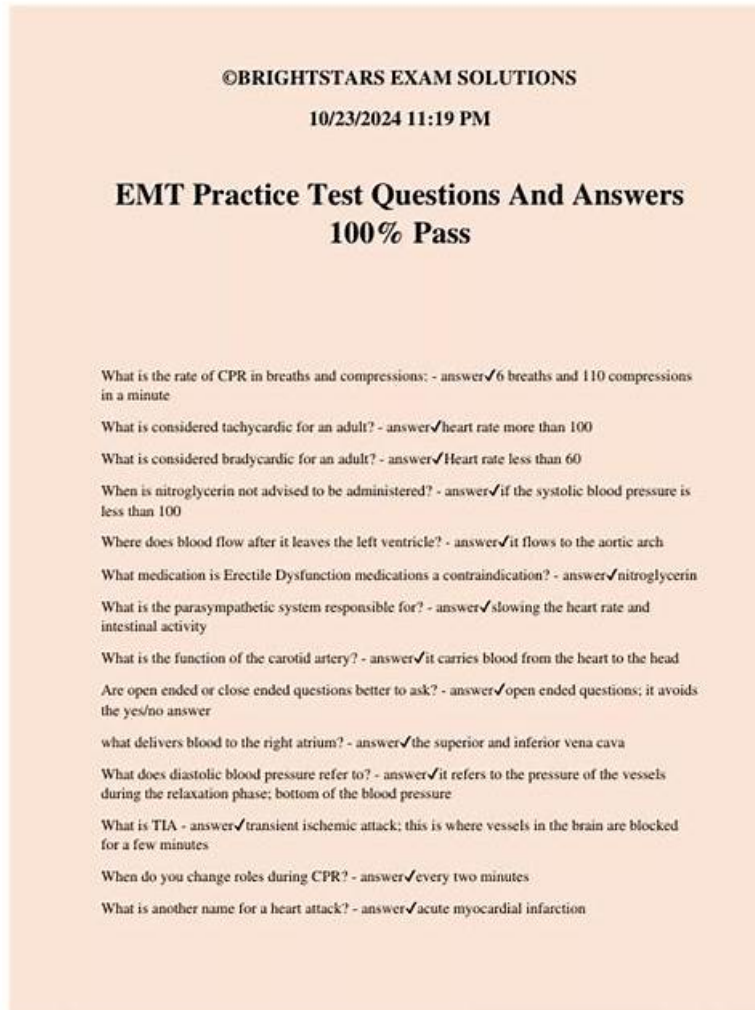 ©BRIGHTSTARS EXAM SOLUTIONS
10/23/2024 11:19 PM
EMT Practice Test Questions And Answers
100% Pass
What is the rate of CPR in breaths and compressions: - answer✓6 breaths and 110 compressions
in a minute
What is considered tachycardic for an adult? - answer✓heart rate more than 100
What is considered bradycardic for an adult? - answer✓Heart rate less than 60
When is nitroglycerin not advised to be administered? - answer✓if the systolic blood pressure is
less than 100
Where does blood flow after it leaves the left ventricle? - answer✓it flows to the aortic arch
What medication is Erectile Dysfunction medications a contraindication? - answer✓nitroglycerin
What is the parasympathetic system responsible for? - answer✓slowing the heart rate and
intestinal activity
What is the function of the carotid artery? - answer✓it carries blood from the heart to the head
Are open ended or close ended questions better to ask? - answer✓open ended questions; it avoids
the yes/no answer
what delivers blood to the right atrium? - answer✓the superior and inferior vena cava
What does diastolic blood pressure refer to? - answer✓it refers to the pressure of the vessels
during the relaxation phase; bottom of the blood pressure
What is TIA - answer✓transient ischemic attack; this is where vessels in the brain are blocked
for a few minutes
When do you change roles during CPR? - answer✓every two minutes
What is another name for a heart attack? - answer✓acute myocardial infarction